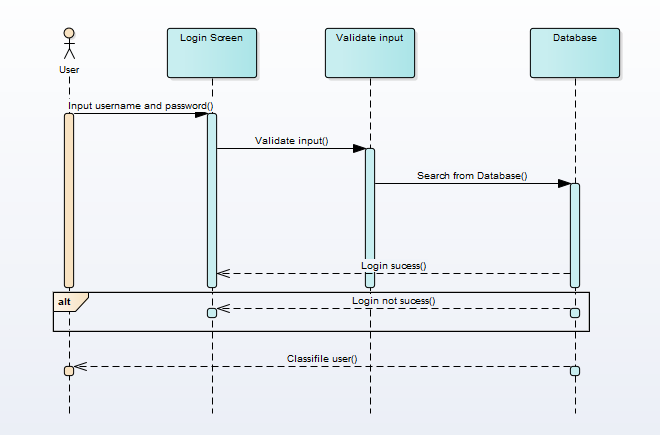 Login Screen
Validate input
Database
User
Input username and password()
Validate input()
Search from Database()
Login sucess()
alt
Login not sucess()
Classifile user()